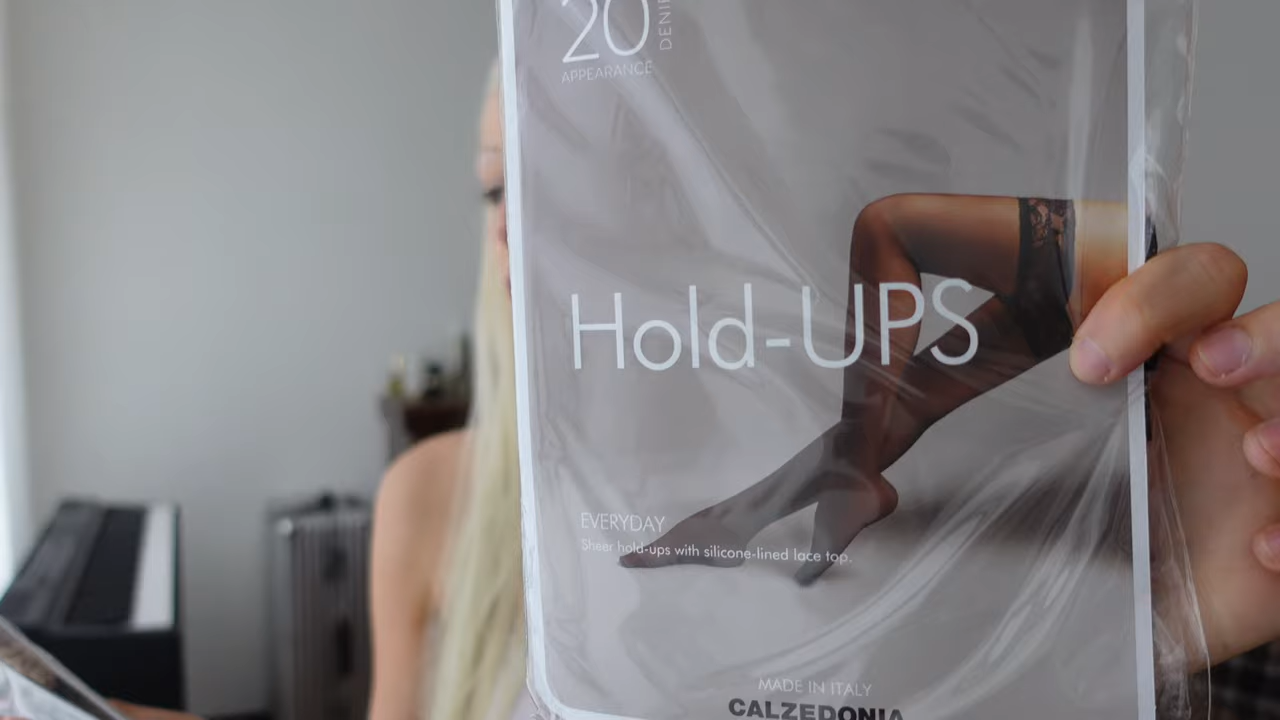 20
DENIER
APPEARANCE
Hold-UPS
EVERYDAY
Sheer hold-ups with silicone-lined lace top.
MADE IN ITALY
CALZEDONIA